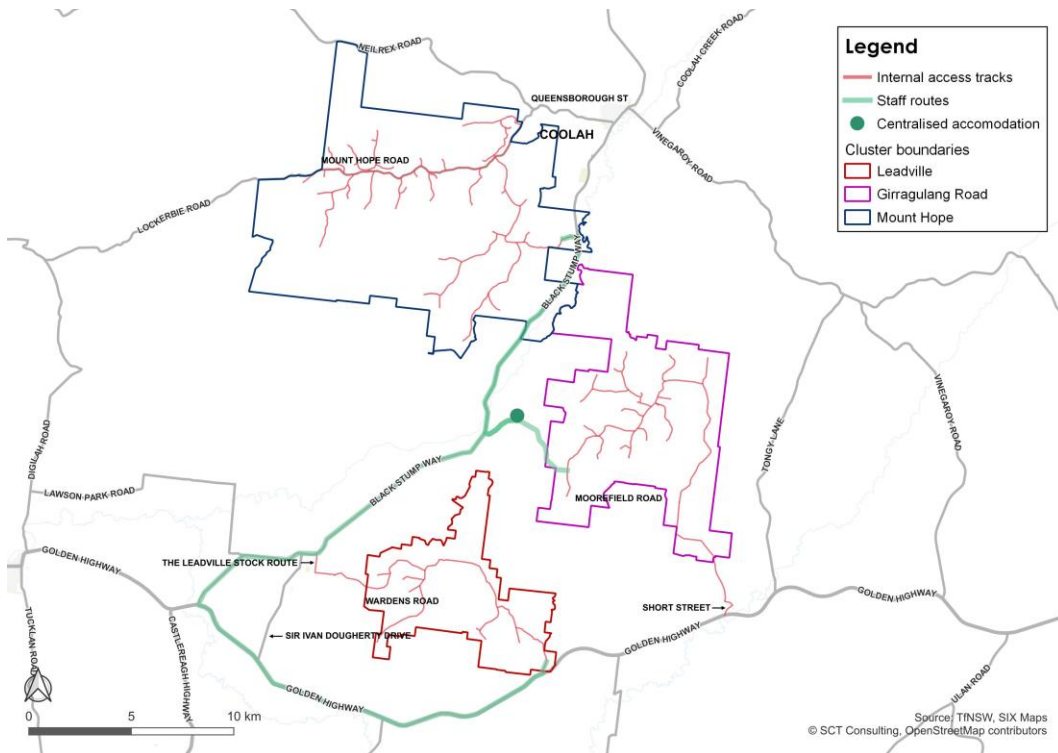 NEILREX ROAD
COOLAH CREEK ROAD
QUEENSBOROUGH ST
COOLAH
VINEGAROY ROAD
MOUNT HOPE ROAD
LOCKERBIE ROAD
BLACK STUMP WAY
Legend
Internal access tracks
Staff routes
Centralised accomodation
Cluster boundaries
Leadville
Girragulang Road
Mount Hope
DIGILAH ROAD
LAWSON PARK ROAD
BLACK STUMP WAY
MOOREFIELD ROAD
TONGY LANE
VINEGAROY ROAD
GOLDEN HIGHWAY
THE LEADVILLE STOCK ROUTE
WARDENS ROAD
SHORT STREET
GOLDEN HIGHWAY
TUCKLAN ROAD
CASTLEREAGH HIGHWAY
SIR IVAN DOUGHERTY DRIVE
GOLDEN HIGHWAY
GOLDEN HIGHWAY
ULAN ROAD
0 5 10 km
Source: TfNSW, SIX Maps
© SCT Consulting, OpenStreetMap contributors